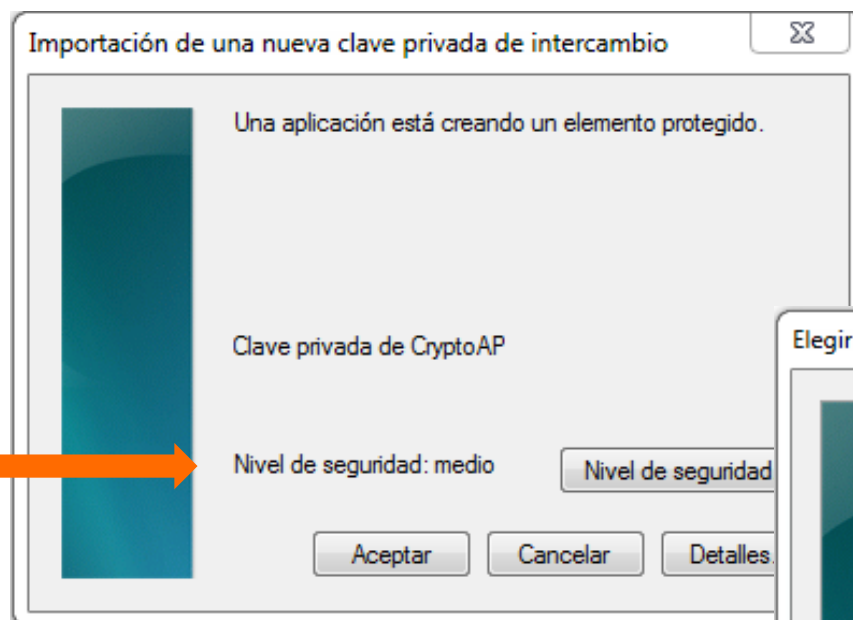 Importación de una nueva clave privada de intercambio
Una aplicación está creando un elemento protegido.
Clave privada de CryptoAP
Elegir
Nivel de seguridad: medio
Nivel de seguridad
Aceptar
Cancelar
Detalles.